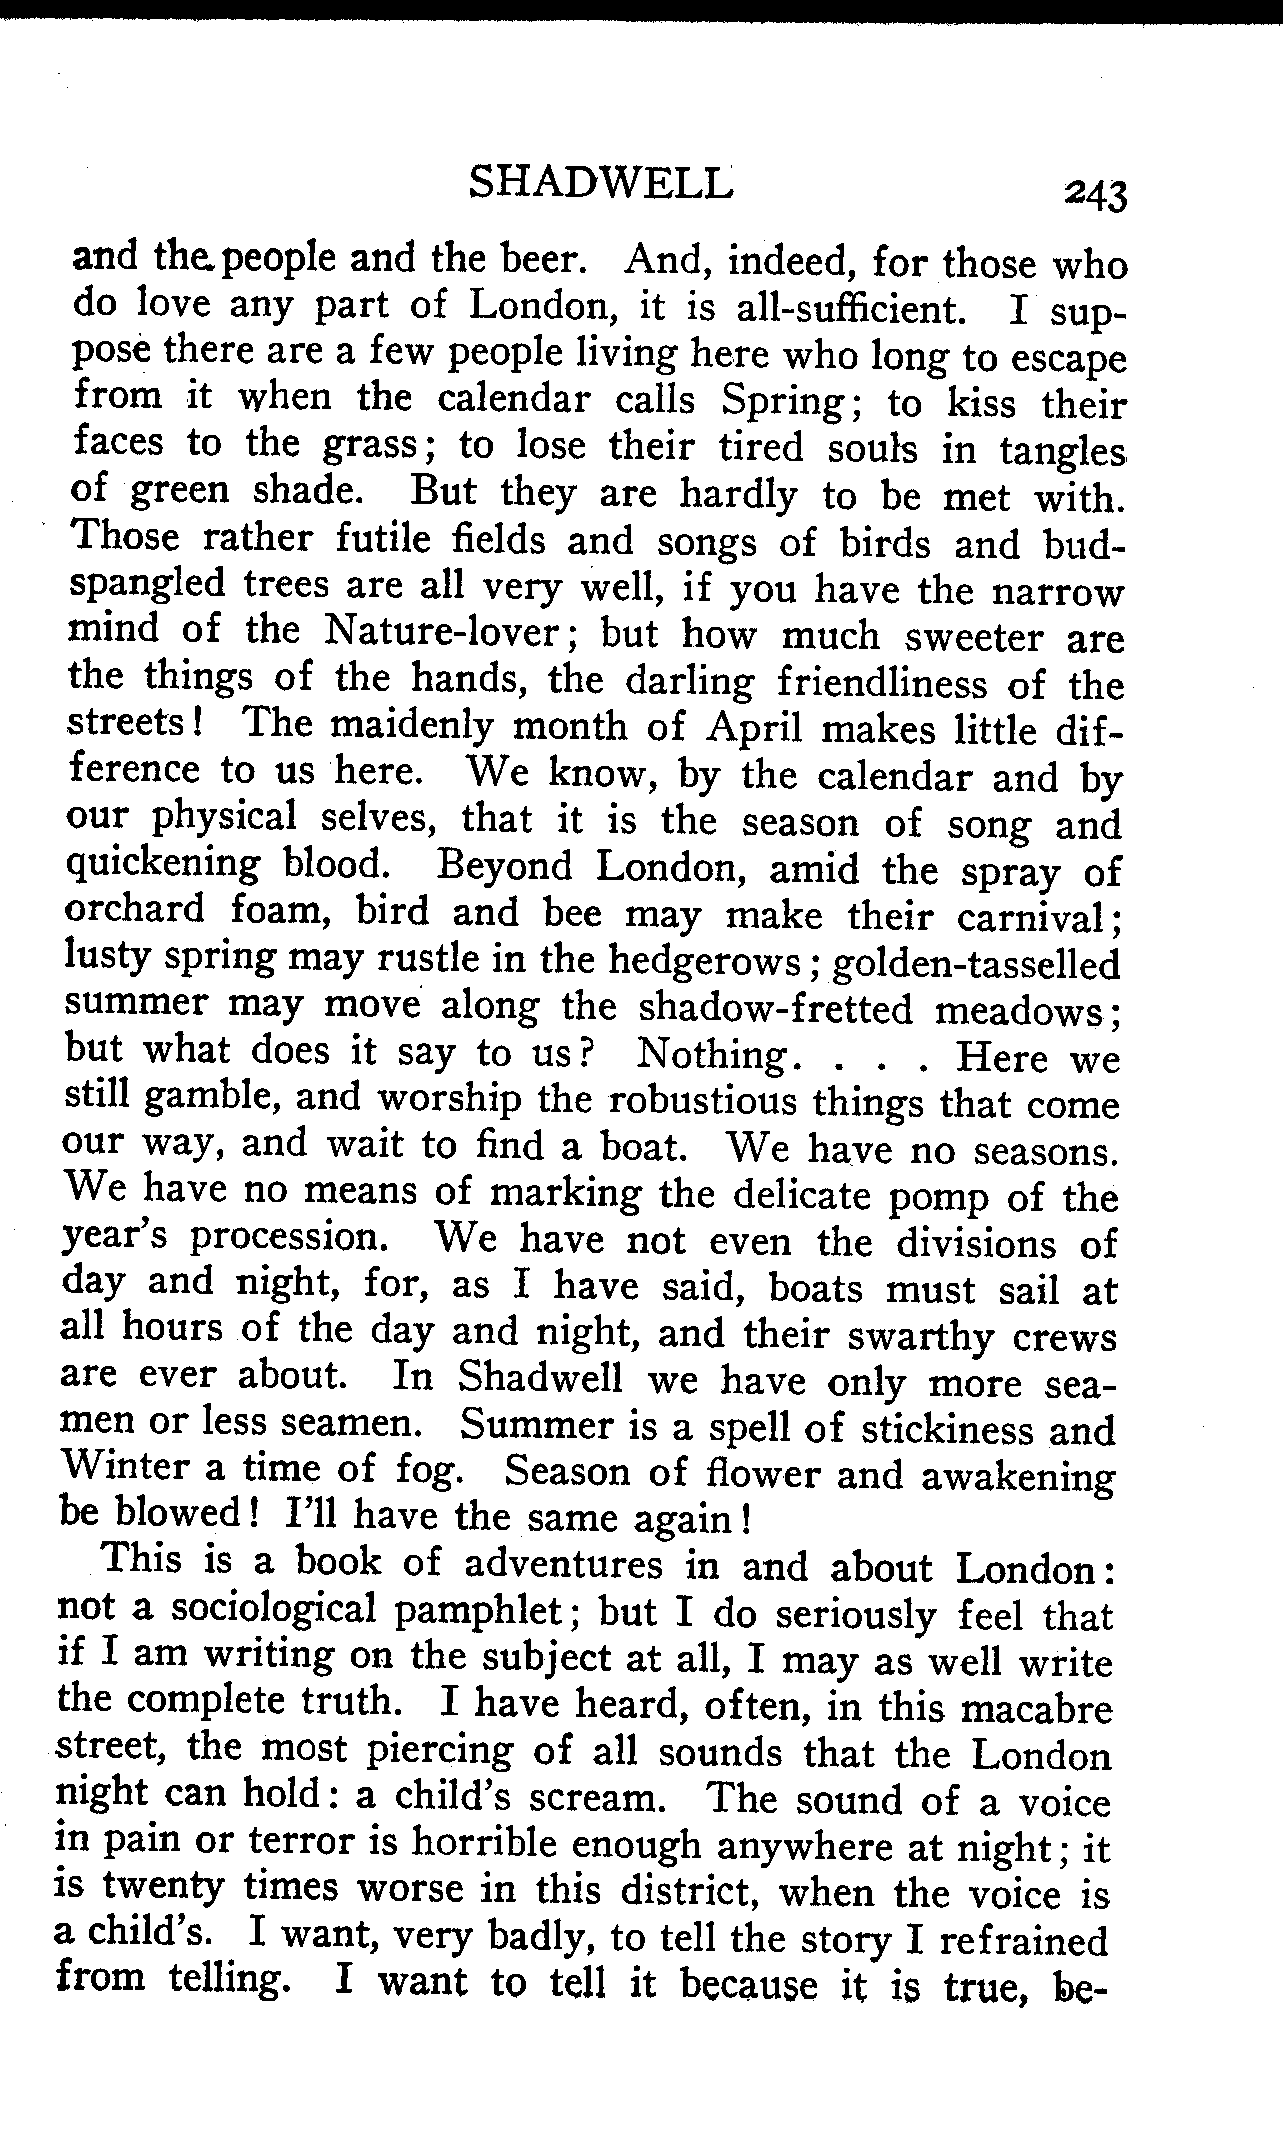 SHADWELL 243
and the people and the beer. And, indeed, for those who
do love any part of London, it is all-sufficient. I sup-
pose there are a few people living here who long to escape
from it when the calendar calls Spring; to kiss their
faces to the grass; to lose their tired souls in tangles
of green shade. But they are hardly to be met with.
Those rather futile fields and songs of birds and bud-
spangled trees are all very well, if you have the narrow
mind of the Nature-lover; but how much sweeter are
the things of the hands, the darling friendliness of the
streets! The maidenly month of April makes little dif-
ference to us here. We know, by the calendar and by
our physical selves, that it is the season of song and
quickening blood. Beyond London, amid the spray of
orchard foam, bird and bee may make their carnival;
lusty spring may rustle in the hedgerows; golden-tasselled
summer may move along the shadow-fretted meadows;
but what does it say to us? Nothing. . . . Here we
still gamble, and worship the robustious things that come
our way, and wait to find a boat. We have no seasons.
We have no means of marking the delicate pomp of the
year's procession. We have not even the divisions of
day and night, for, as I have said, boats must sail at
all hours of the day and night, and their swarthy crews
are ever about. In Shadwell we have only more sea-
men or less seamen. Summer is a spell of stickiness and
Winter a time of fog. Season of flower and awakening
be blowed! I'll have the same again!
This is a book of adventures in and about London:
not a sociological pamphlet; but I do seriously feel that
if I am writing on the subject at all, I may as well write
the complete truth. I have heard, often, in this macabre
street, the most piercing of all sounds that the London
night can hold: a child's scream. The sound of a voice
in pain or terror is horrible enough anywhere at night; it
is twenty times worse in this district, when the voice is
a child's. I want, very badly, to tell the story I refrained
from telling. I want to tell it because it is true, be-